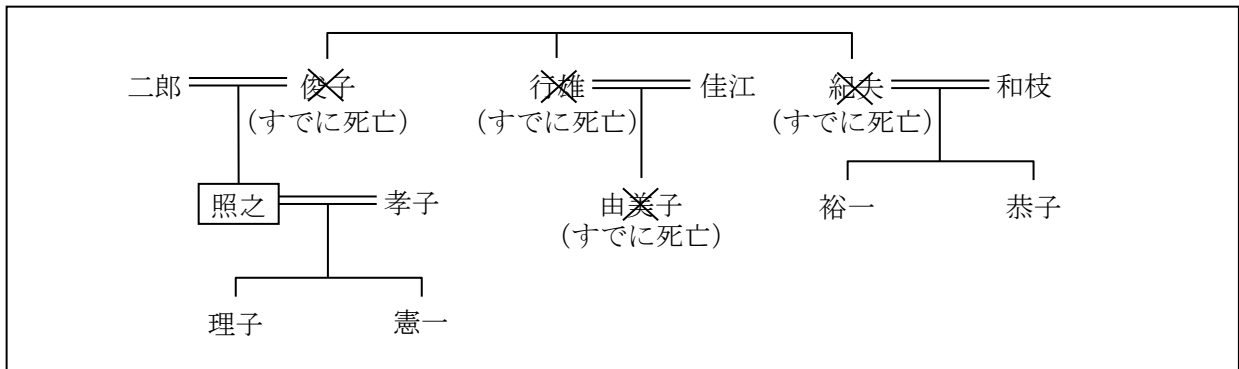 二郎 俊子 行雄 佳江 紀夫 和枝
(すでに死亡) (すでに死亡) (すでに死亡)
照之 孝子 由美子 裕一 恭子
(すでに死亡)
理子 憲一